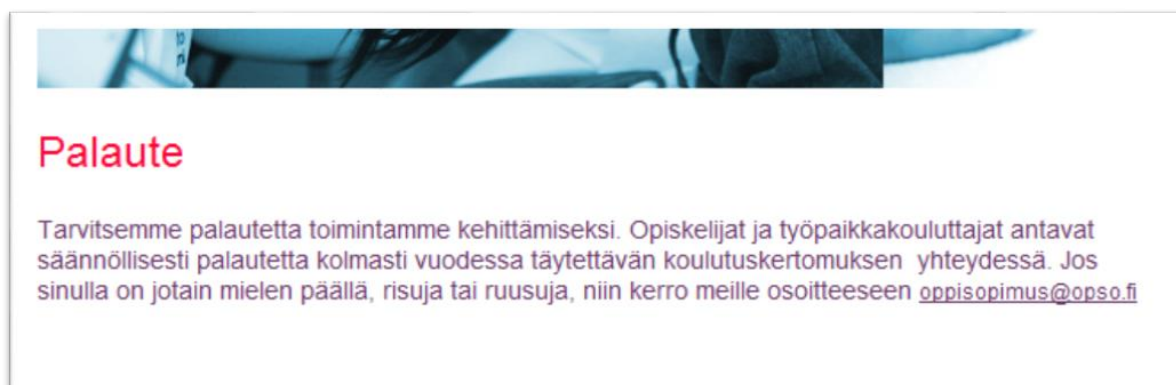 Palaute
Tarvitsemme palautetta toimintamme kehittämiseksi. Opiskelijat ja työpaikkakouluttajat antavat
säännöllisesti palautetta kolmasti vuodessa täytettävän koulutuskertomuksen  yhteydessä. Jos
sinulla on jotain mielen päällä, risuja tai ruusuja, niin kerro meille osoitteeseen oppisopimus@opso.fi